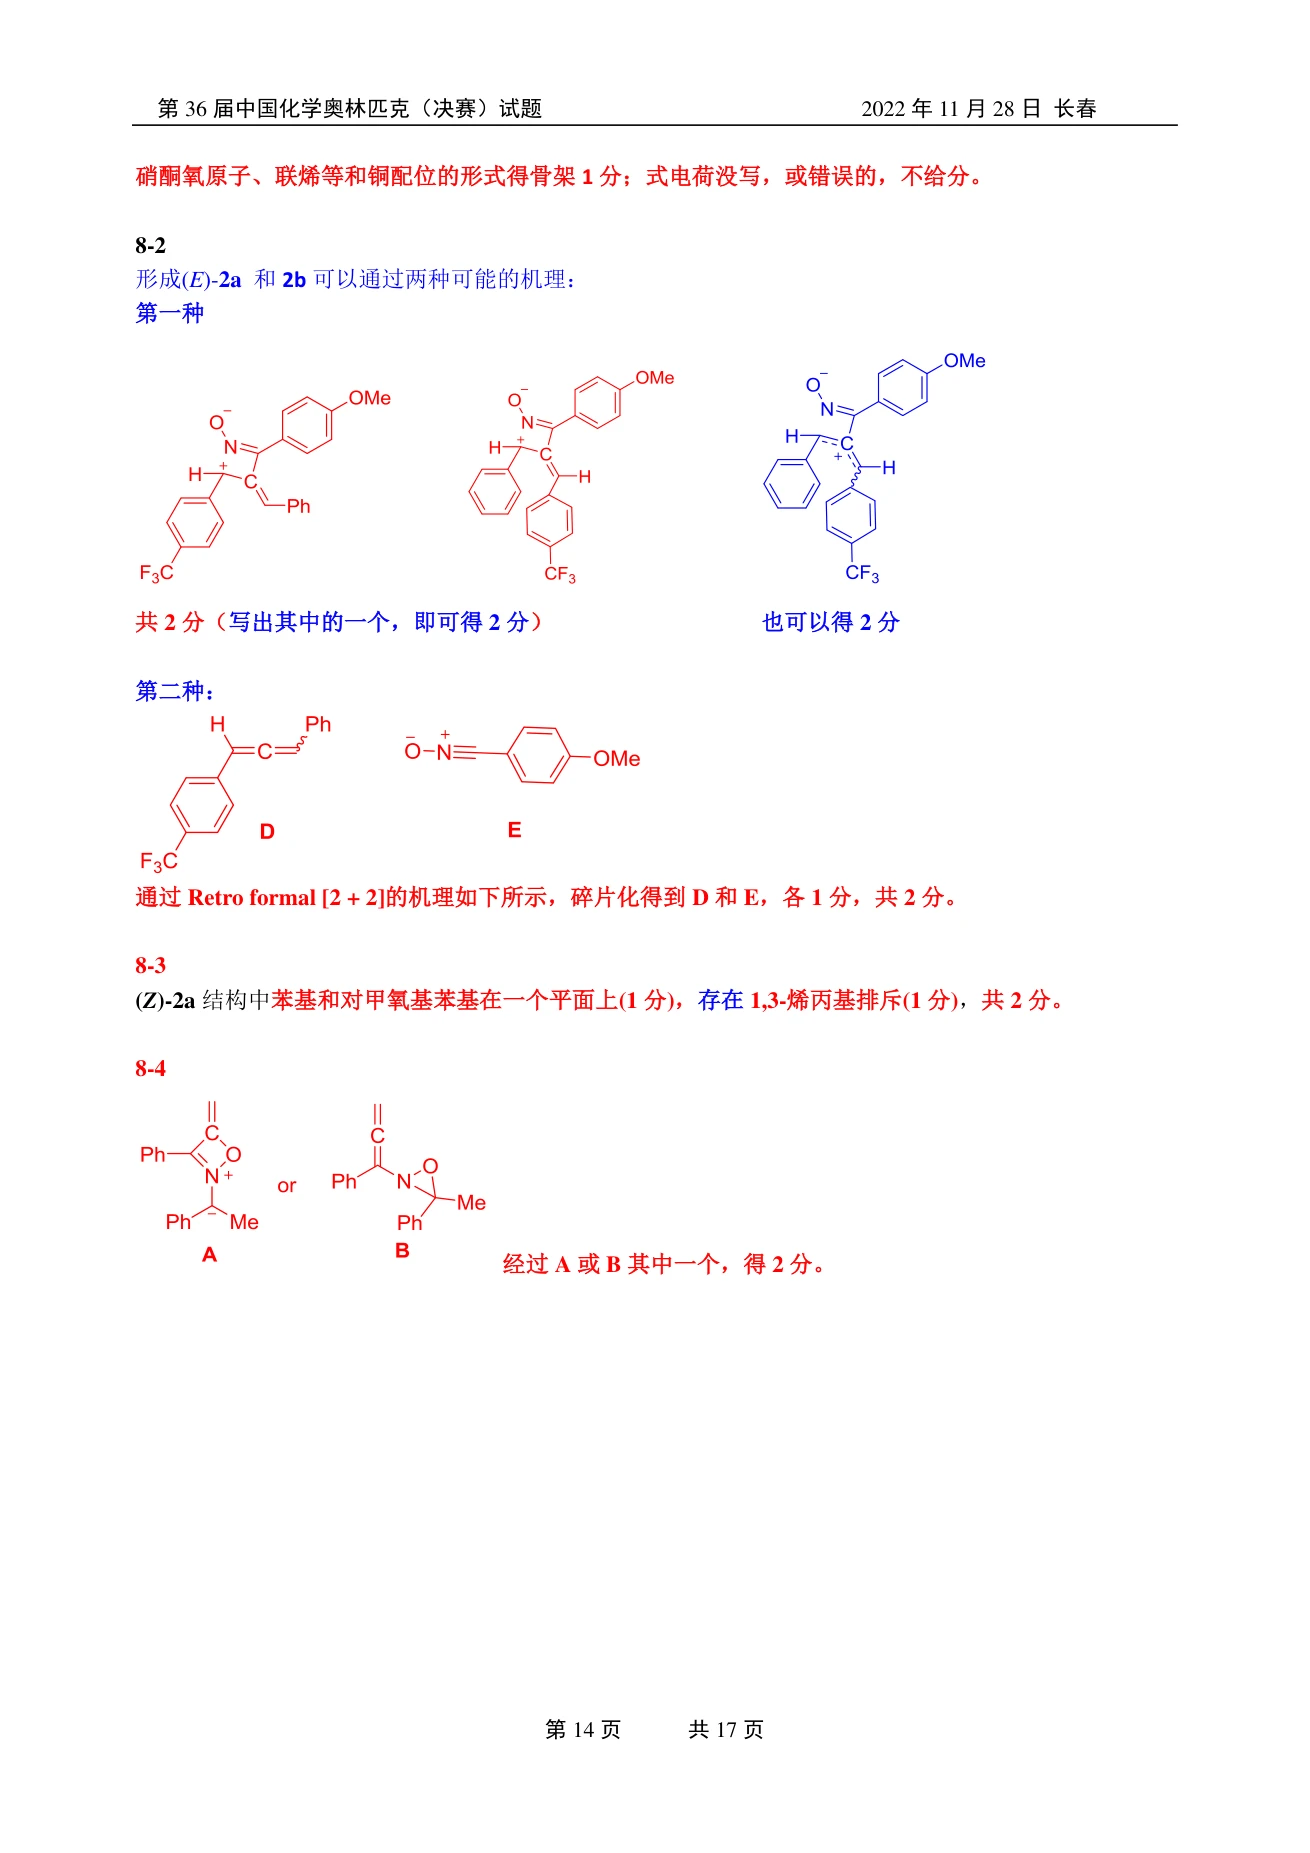 第 36 届中国化学奥林匹克（决赛）试题 2022 年 11 月 28 日 长春
硝酮氧原子、联烯等和铜配位的形式得骨架 1 分；式电荷没写，或错误的，不给分。
8-2
形成(E)-2a 和 2b 可以通过两种可能的机理：
第一种
O⁻ N OMe H + C Ph F₃C
O⁻ N OMe H + C H CF₃
O⁻ N OMe H C + H CF₃
共 2 分（写出其中的一个，即可得 2 分） 也可以得 2 分
第二种：
H Ph C F₃C D
O⁻ N⁺ OMe E
通过 Retro formal [2 + 2]的机理如下所示，碎片化得到 D 和 E，各 1 分，共 2 分。
8-3
(Z)-2a 结构中苯基和对甲氧基苯基在一个平面上(1 分)，存在 1,3-烯丙基排斥(1 分)，共 2 分。
8-4
C Ph O N + Ph − Me A
or
C Ph N O Me Ph B
经过 A 或 B 其中一个，得 2 分。
第 14 页 共 17 页